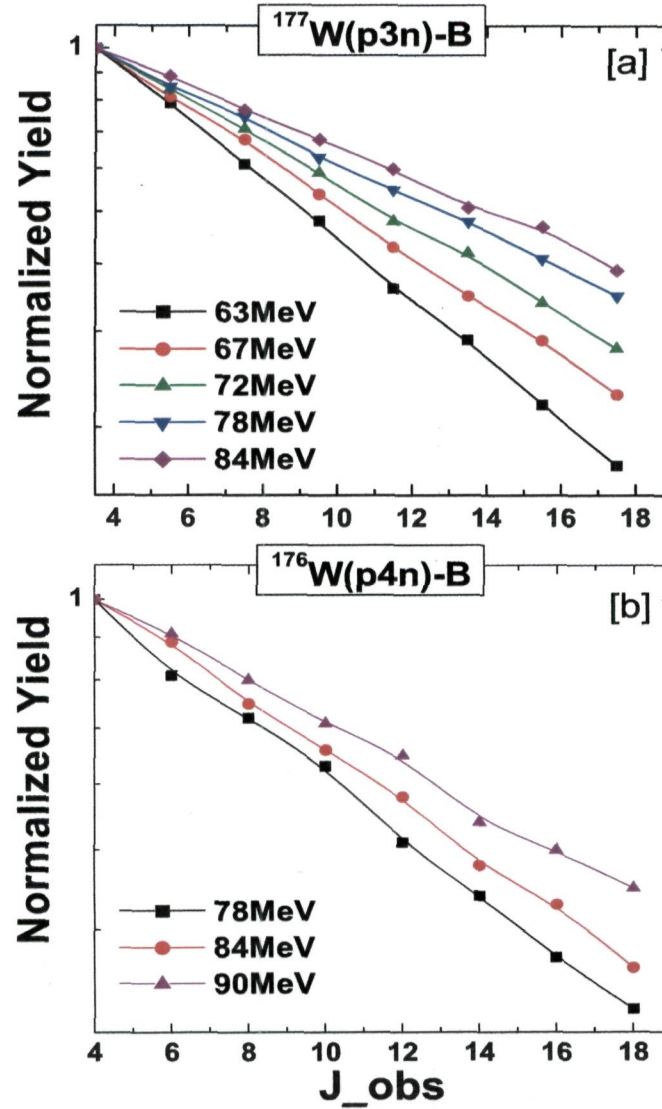 ¹⁷⁷W(p3n)-B
[a]
1
Normalized Yield
63MeV
67MeV
72MeV
78MeV
84MeV
4 6 8 10 12 14 16 18
¹⁷⁶W(p4n)-B
[b]
1
Normalized Yield
78MeV
84MeV
90MeV
4 6 8 10 12 14 16 18
J_obs